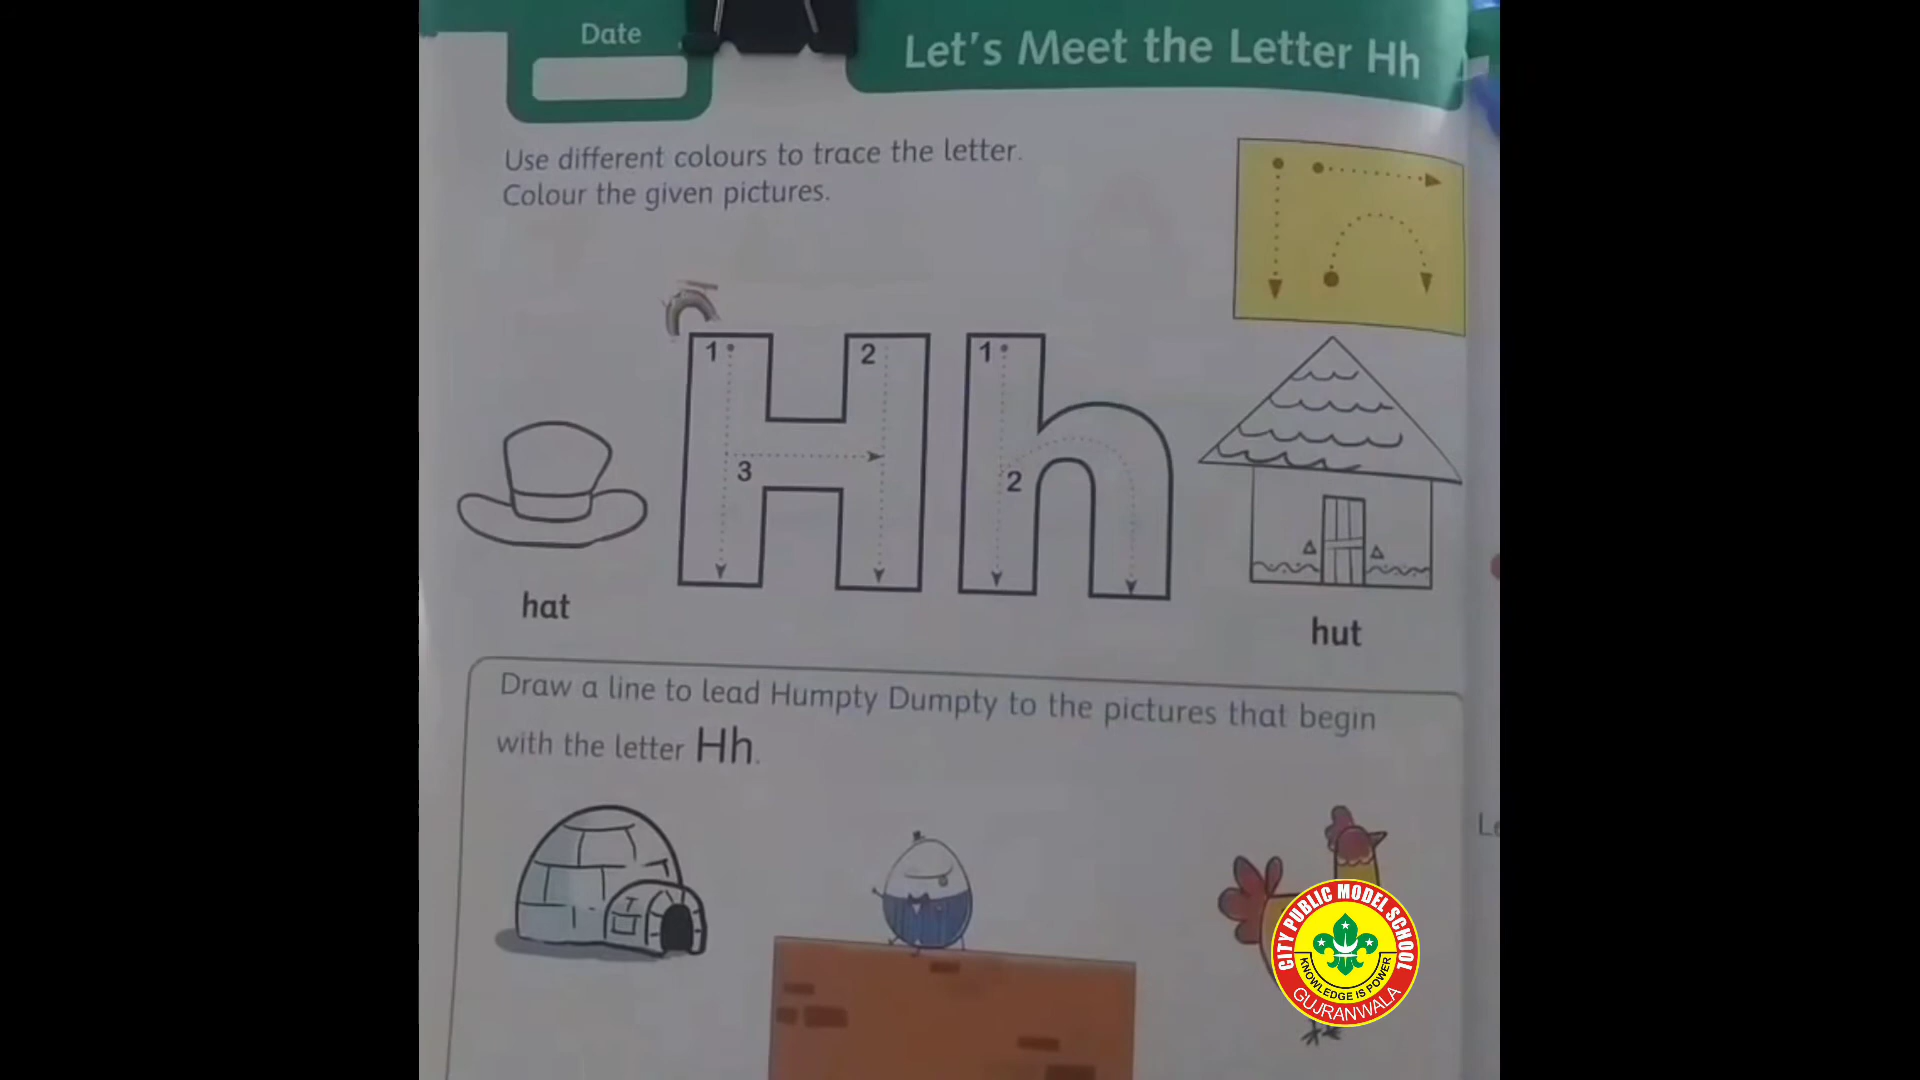 Date
Let's Meet the Letter Hh
Use different colours to trace the letter.
Colour the given pictures.
1
2
3
1
2
hat
hut
Draw a line to lead Humpty Dumpty to the pictures that begin
with the letter Hh.
CITY PUBLIC MODEL SCHOOL
KNOWLEDGE IS POWER
GUJRANWALA